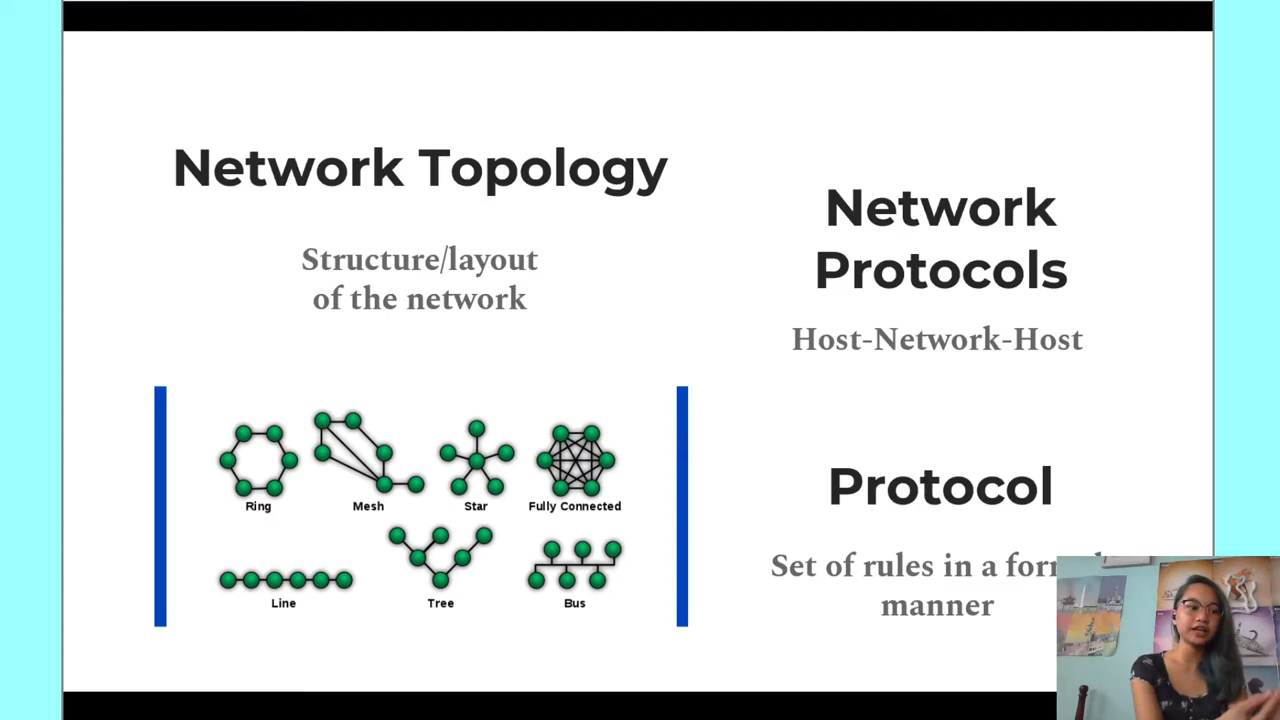 Network Topology
Structure/layout
of the network
Ring
Mesh
Star
Fully Connected
Line
Tree
Bus
Network
Protocols
Host-Network-Host
Protocol
Set of rules in a
manner